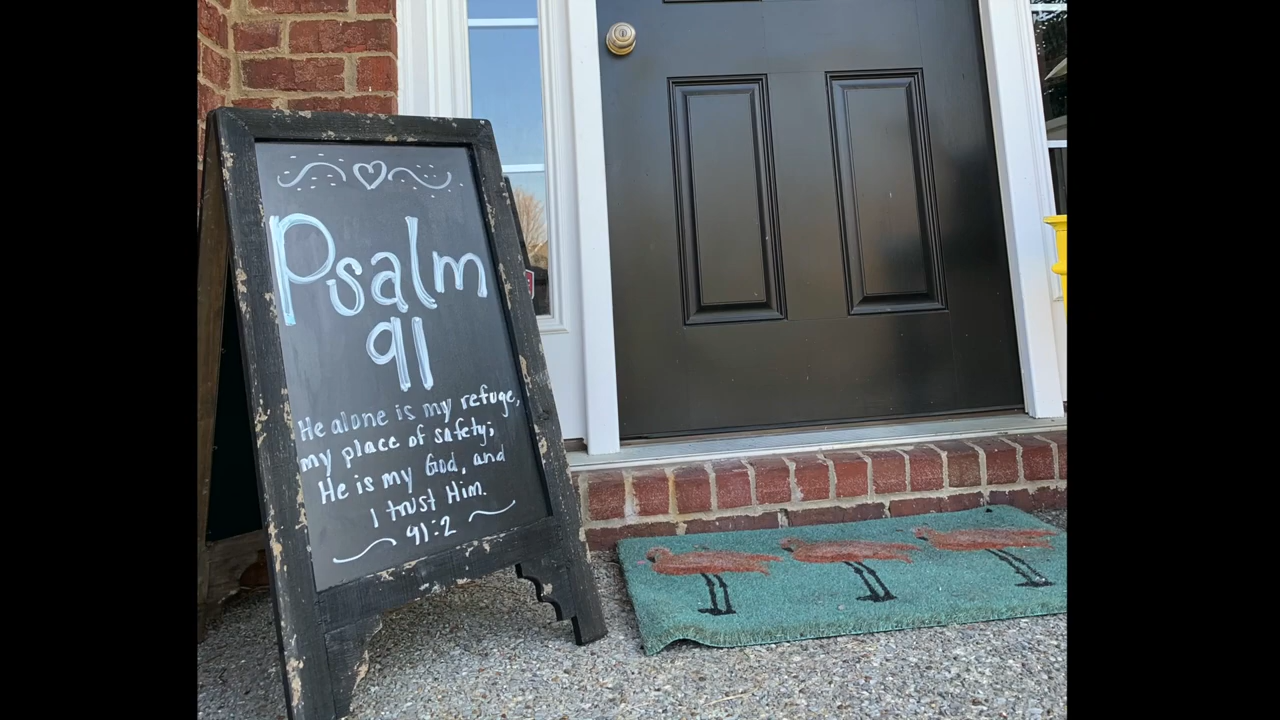 Psalm
91
He alone is my refuge,
my place of safety;
He is my God, and
I trust Him.
91:2